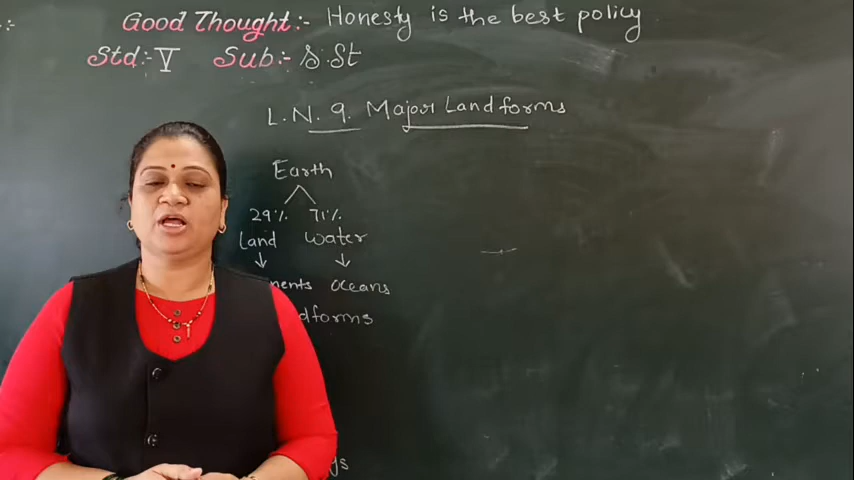 Good Thought:- Honesty is the best policy
Std:- V Sub:- S.St
L.N. 9. Major Landforms
Earth
29% 71%
Land water
oceans